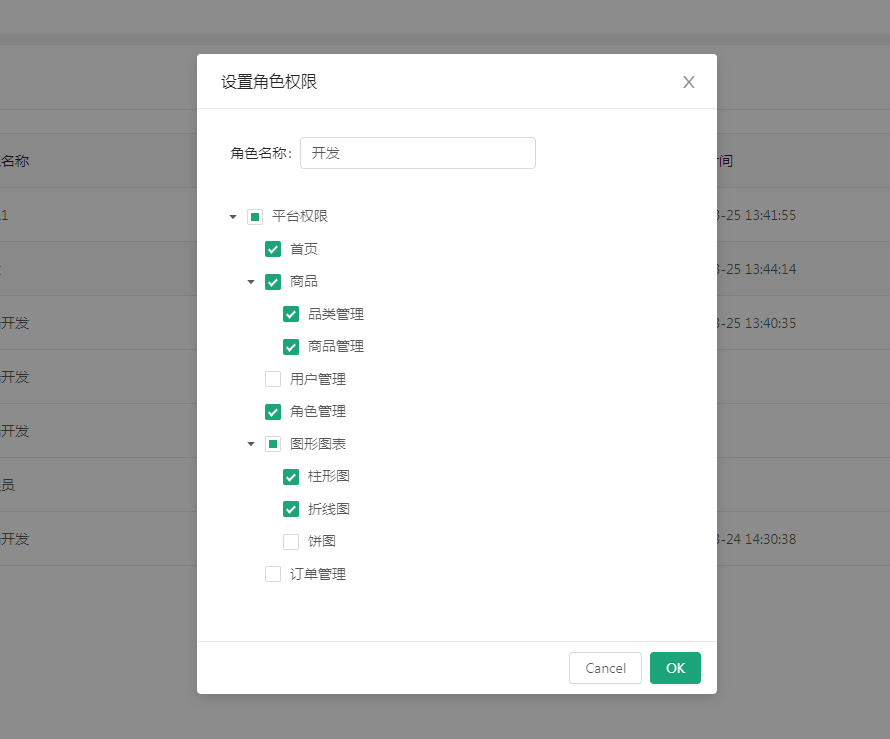 设置角色权限
X
角色名称:
开发
名称
间
1
3-25 13:41:55
3-25 13:44:14
开发
3-25 13:40:35
开发
开发
员
开发
3-24 14:30:38
平台权限
首页
商品
品类管理
商品管理
用户管理
角色管理
图形图表
柱形图
折线图
饼图
订单管理
Cancel
OK